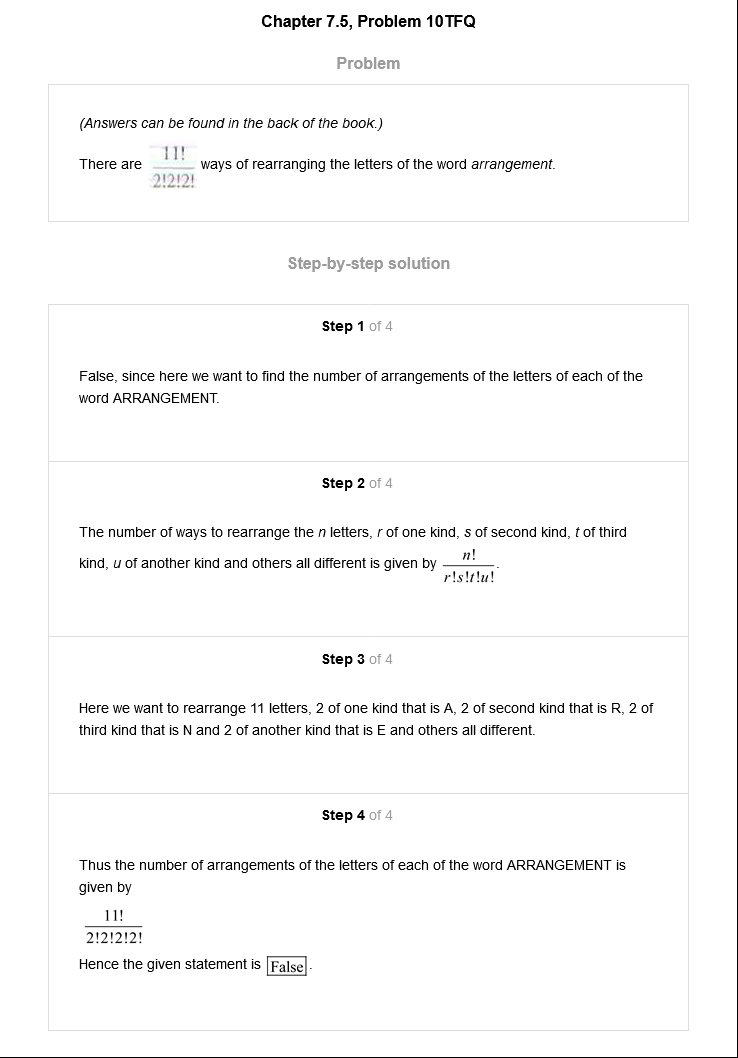 Chapter 7.5, Problem 10TFQ
Problem
(Answers can be found in the back of the book.)
There are 11!/2!2!2! ways of rearranging the letters of the word arrangement.
Step-by-step solution
Step 1 of 4
False, since here we want to find the number of arrangements of the letters of each of the
word ARRANGEMENT.
Step 2 of 4
The number of ways to rearrange the n letters, r of one kind, s of second kind, t of third
kind, u of another kind and others all different is given by n!/r!s!t!u!.
Step 3 of 4
Here we want to rearrange 11 letters, 2 of one kind that is A, 2 of second kind that is R, 2 of
third kind that is N and 2 of another kind that is E and others all different.
Step 4 of 4
Thus the number of arrangements of the letters of each of the word ARRANGEMENT is
given by
11!/2!2!2!2!
Hence the given statement is False.